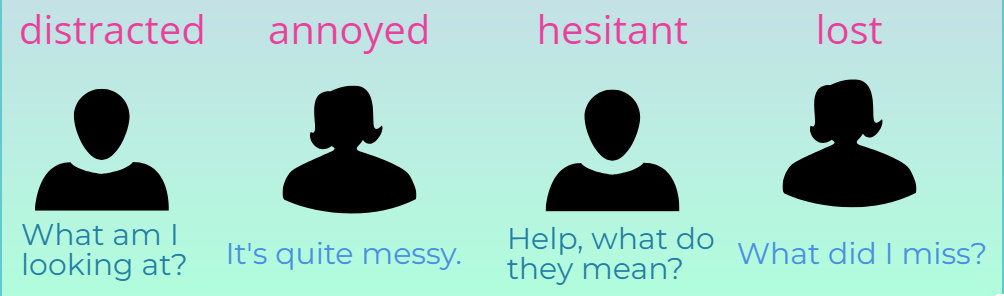 distracted
annoyed
hesitant
lost
What am I
looking at?
It's quite messy.
Help, what do
they mean?
What did I miss?